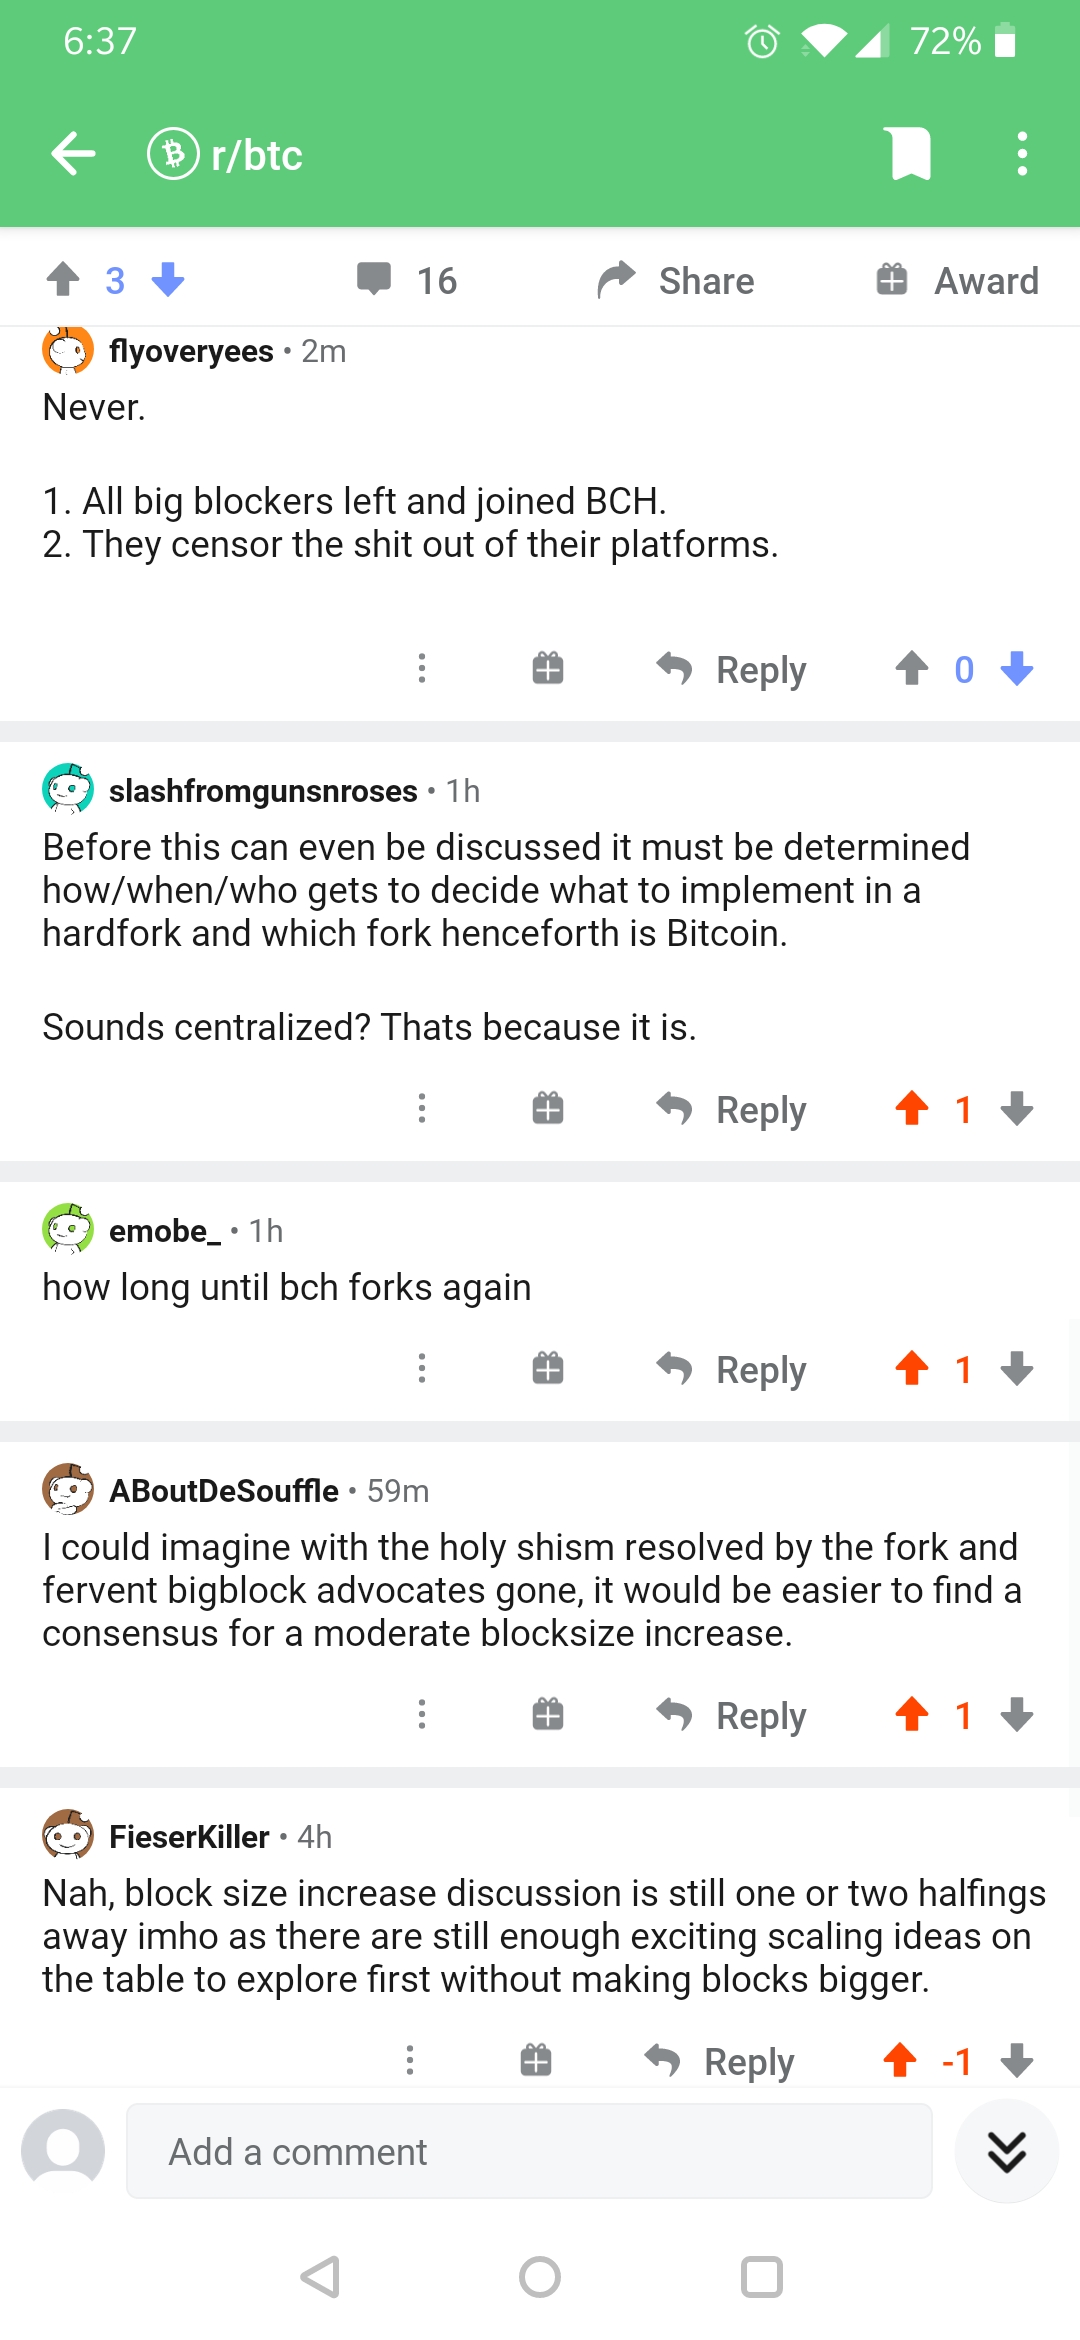 6:37
72%
r/btc
3
16
Share
Award
flyoveryees • 2m
Never.
1. All big blockers left and joined BCH.
2. They censor the shit out of their platforms.
Reply
0
slashfromgunsnroses • 1h
Before this can even be discussed it must be determined
how/when/who gets to decide what to implement in a
hardfork and which fork henceforth is Bitcoin.
Sounds centralized? Thats because it is.
Reply
1
emobe_ • 1h
how long until bch forks again
Reply
1
ABoutDeSouffle • 59m
I could imagine with the holy shism resolved by the fork and
fervent bigblock advocates gone, it would be easier to find a
consensus for a moderate blocksize increase.
Reply
1
FieserKiller • 4h
Nah, block size increase discussion is still one or two halfings
away imho as there are still enough exciting scaling ideas on
the table to explore first without making blocks bigger.
Reply
-1
Add a comment